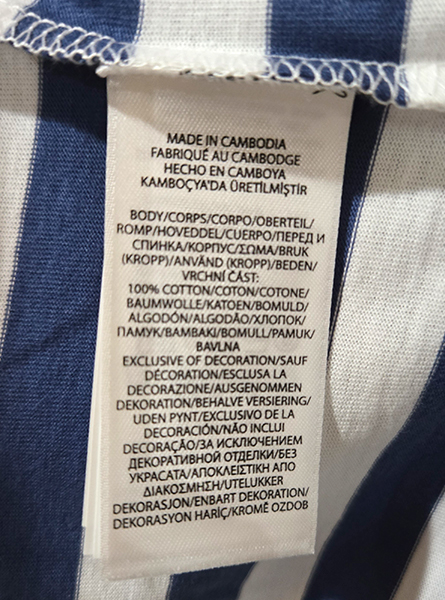 MADE IN CAMBODIA
FABRIQUÉ AU CAMBODGE
HECHO EN CAMBOYA
KAMBOÇYA'DA ÜRETİLMİŞTİR
BODY/CORPS/CORPO/OBERTEIL/
ROMP/HOVEDDEL/CUERPO/ПЕРЕД И
СПИНКА/КОРПУС/ΣΩΜΑ/BRUK
(KROPP)/ANVÄND (KROPP)/BEDEN/
VRCHNÍ ČÁST:
100% COTTON/COTON/COTONE/
BAUMWOLLE/KATOEN/BOMULD/
ALGODÓN/ALGODÃO/ХЛОПОК/
ПАМУК/ΒΑΜΒΑΚΙ/BOMULL/PAMUK/
BAVLNA
EXCLUSIVE OF DECORATION/SAUF
DÉCORATION/ESCLUSA LA
DECORAZIONE/AUSGENOMMEN
DEKORATION/BEHALVE VERSIERING/
UDEN PYNT/EXCLUSIVO DE LA
DECORACIÓN/NÃO INCLUI
DECORAÇÃO/ЗА ИСКЛЮЧЕНИЕМ
ДЕКОРАТИВНОЙ ОТДЕЛКИ/БЕЗ
УКРАСАТА/ΑΠΟΚΛΕΙΣΤΙΚΗ ΑΠΟ
ΔΙΑΚΟΣΜΗΣΗ/UTELUKKER
DEKORASJON/ENBART DEKORATION/
DEKORASYON HARİÇ/KROMĚ OZDOB